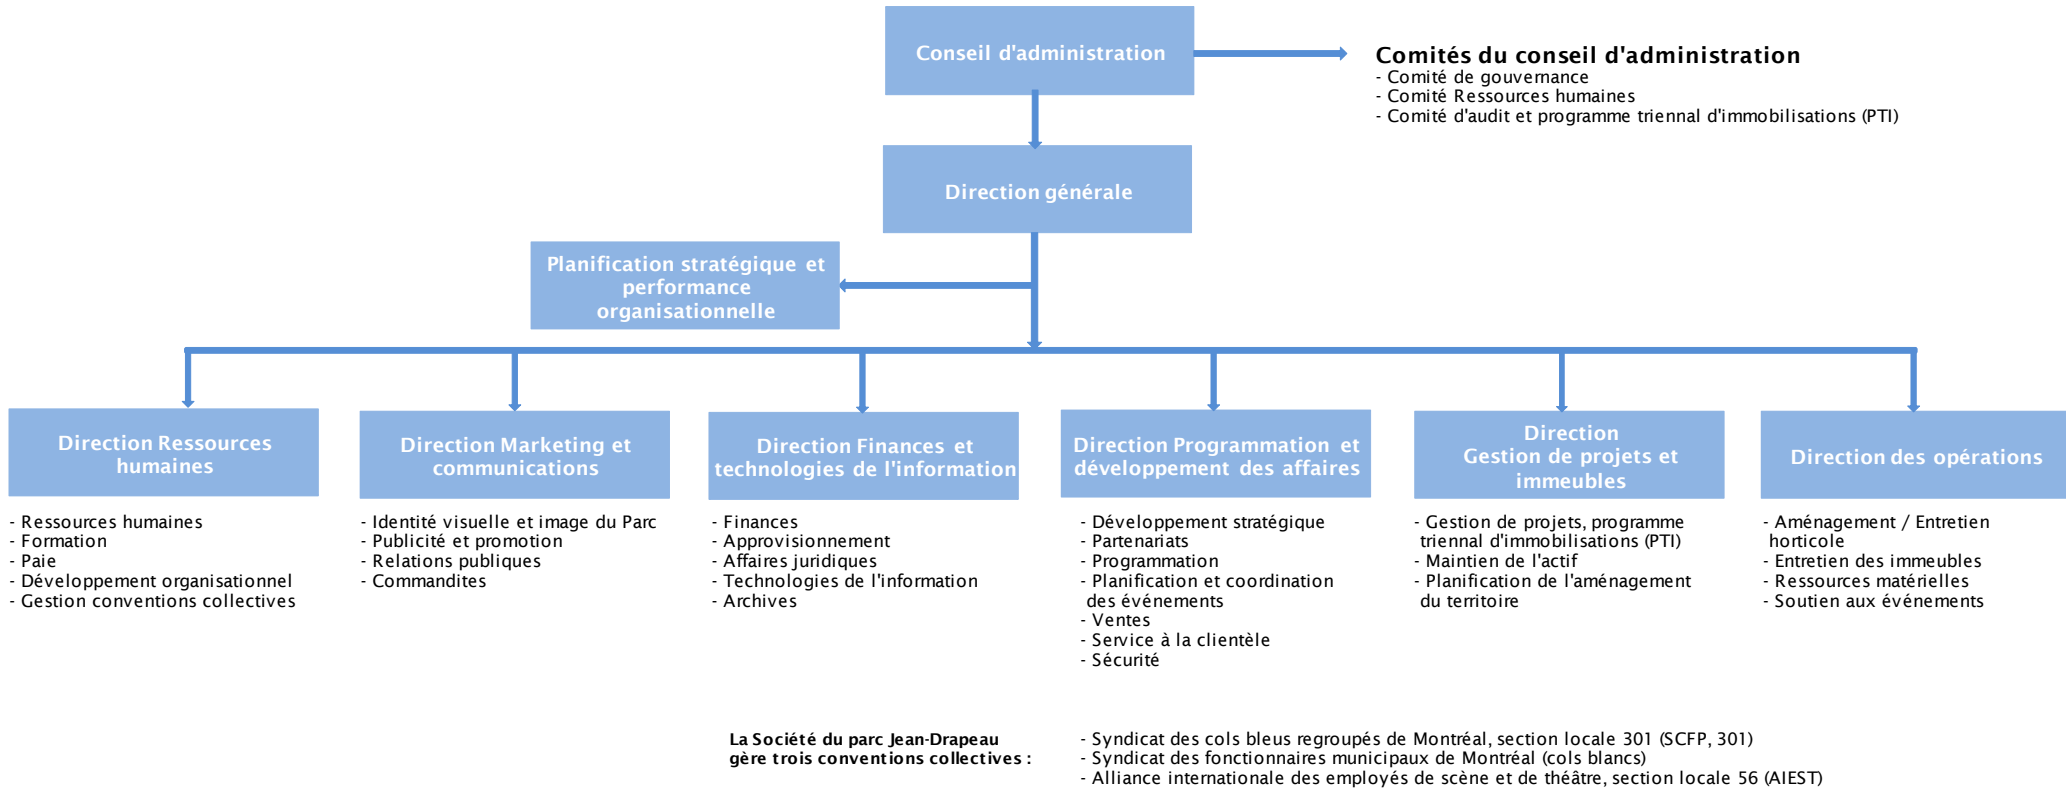 Conseil d'administration
Comités du conseil d'administration
- Comité de gouvernance
- Comité Ressources humaines
- Comité d'audit et programme triennal d'immobilisations (PTI)
Direction générale
Planification stratégique et
performance
organisationnelle
Direction Ressources
humaines
- Ressources humaines
- Formation
- Paie
- Développement organisationnel
- Gestion conventions collectives
Direction Marketing et
communications
- Identité visuelle et image du Parc
- Publicité et promotion
- Relations publiques
- Commandites
Direction Finances et
technologies de l'information
- Finances
- Approvisionnement
- Affaires juridiques
- Technologies de l'information
- Archives
Direction Programmation et
développement des affaires
- Développement stratégique
- Partenariats
- Programmation
- Planification et coordination
des événements
- Ventes
- Service à la clientèle
- Sécurité
Direction
Gestion de projets et
immeubles
- Gestion de projets, programme
triennal d'immobilisations (PTI)
- Maintien de l'actif
- Planification de l'aménagement
du territoire
Direction des opérations
- Aménagement / Entretien
horticole
- Entretien des immeubles
- Ressources matérielles
- Soutien aux événements
La Société du parc Jean-Drapeau
gère trois conventions collectives :
- Syndicat des cols bleus regroupés de Montréal, section locale 301 (SCFP, 301)
- Syndicat des fonctionnaires municipaux de Montréal (cols blancs)
- Alliance internationale des employés de scène et de théâtre, section locale 56 (AIEST)